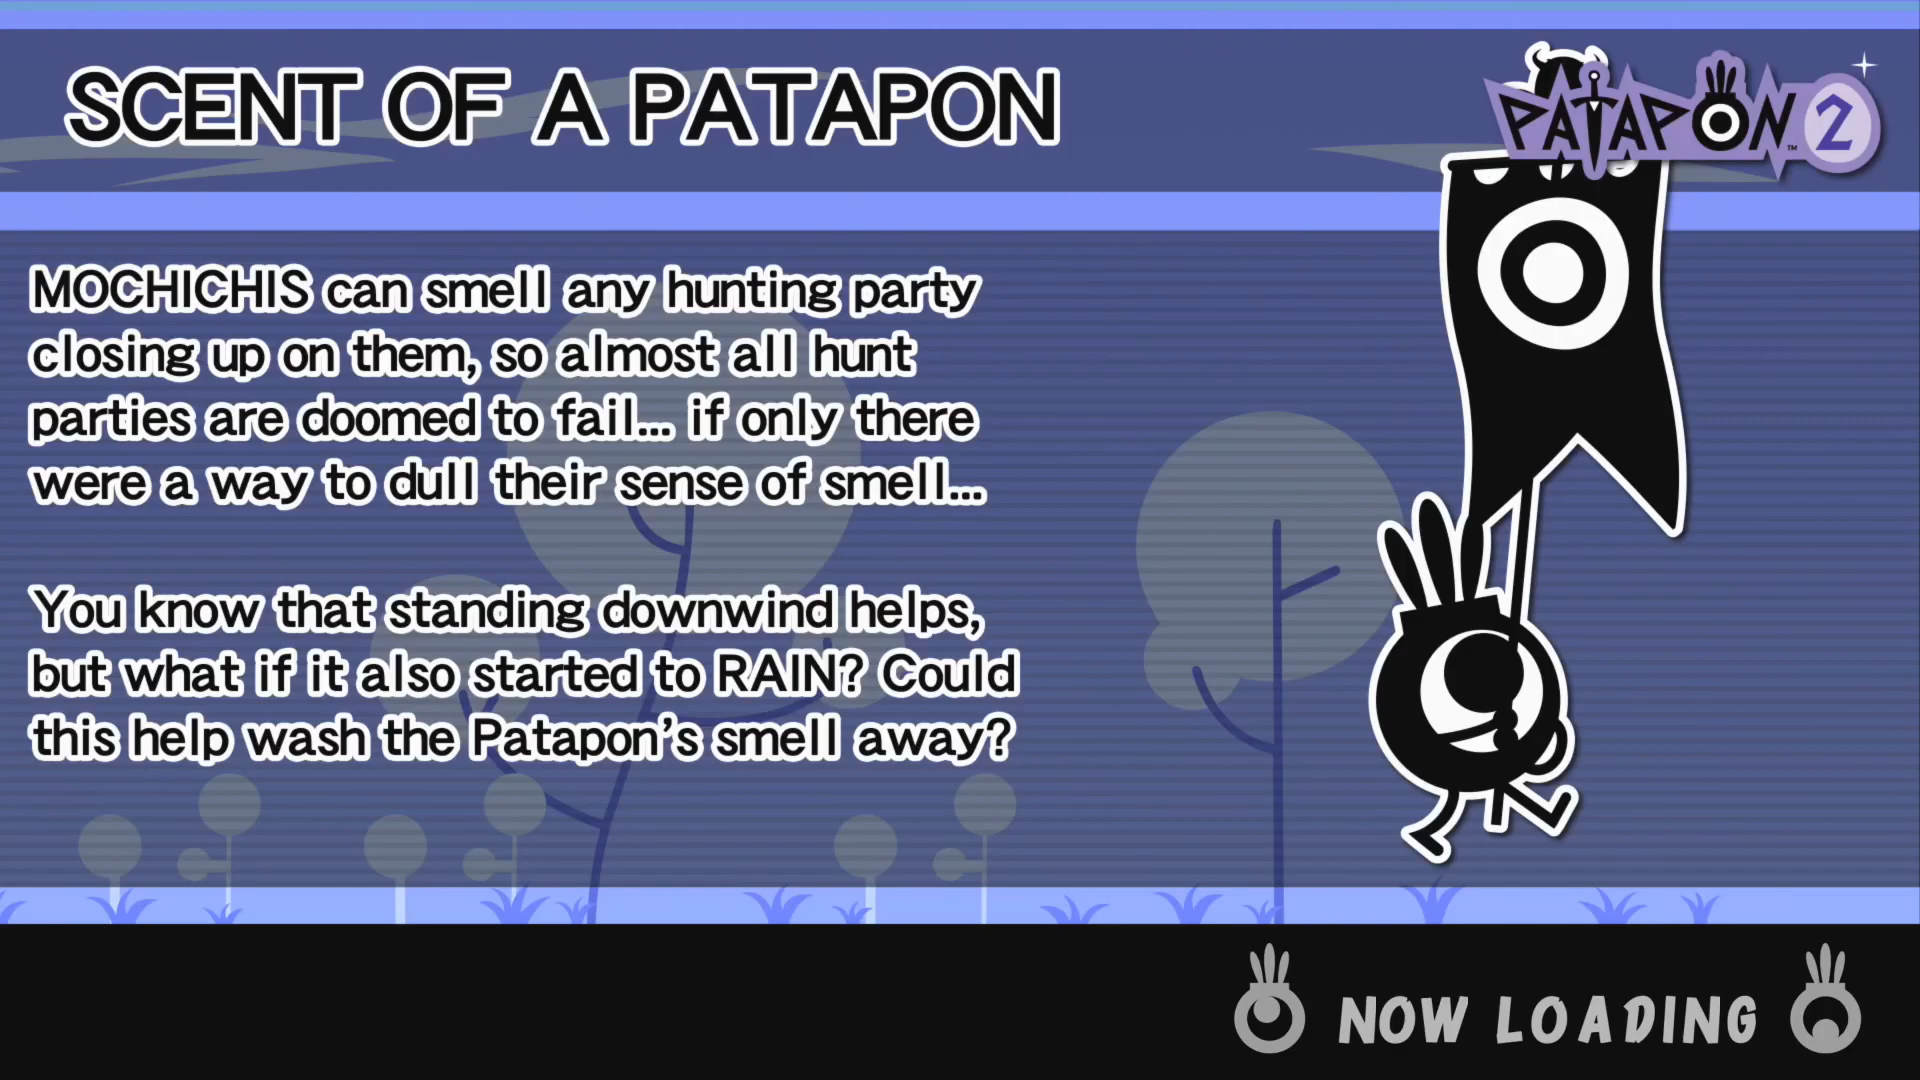 SCENT OF A PATAPON
PATAPON 2
TM
MOCHICHIS can smell any hunting party
closing up on them, so almost all hunt
parties are doomed to fail... if only there
were a way to dull their sense of smell...
You know that standing downwind helps,
but what if it also started to RAIN? Could
this help wash the Patapon's smell away?
NOW LOADING